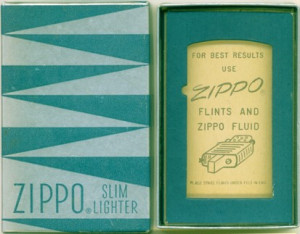 ZIPPO® SLIM
LIGHTER
FOR BEST RESULTS
USE
ZIPPO®
FLINTS AND
ZIPPO FLUID